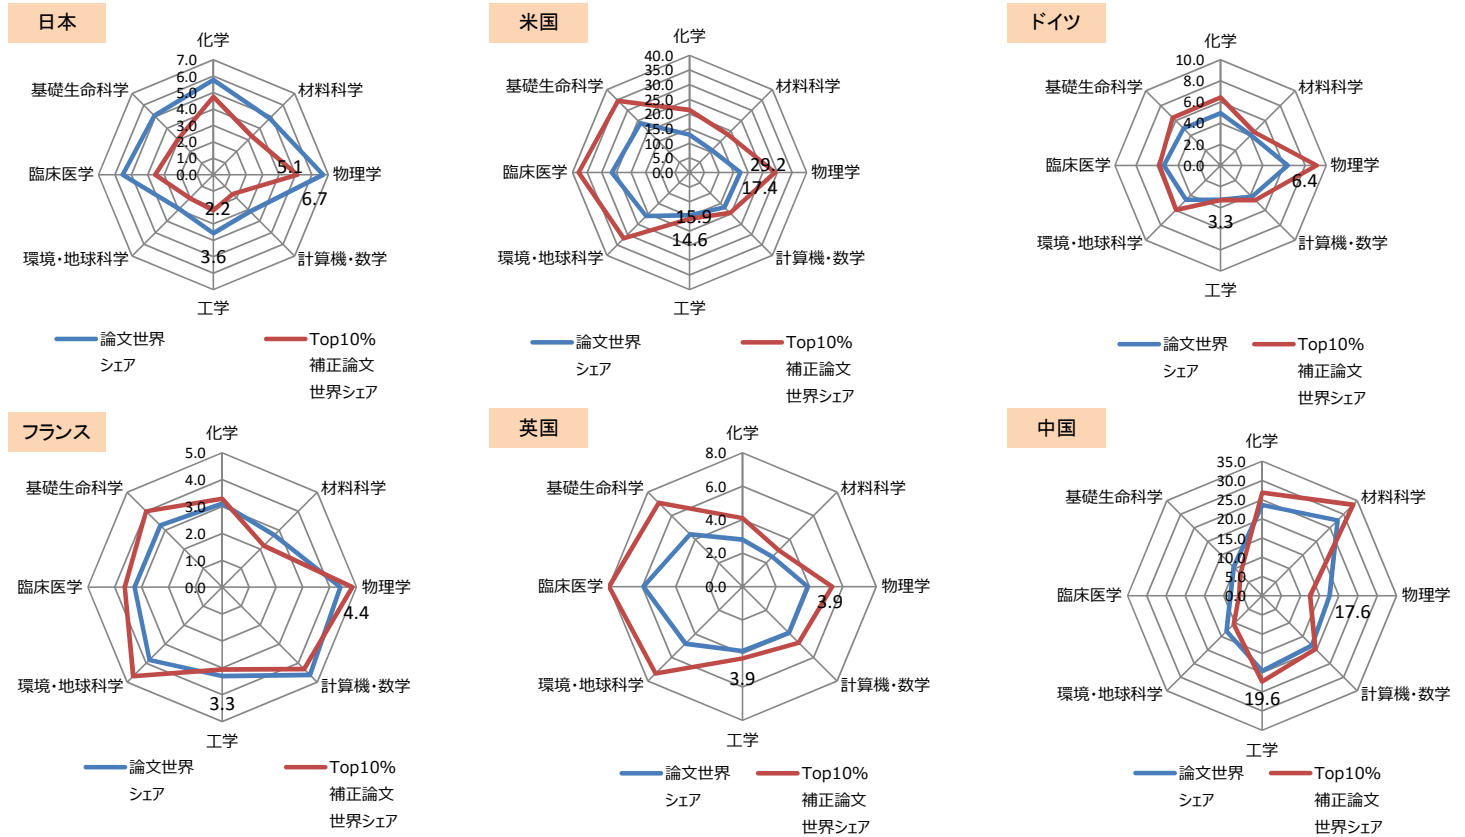 日本
化学
7.0
6.0
5.0
4.0
3.0
2.0
1.0
0.0
材料科学
物理学
計算機・数学
工学
環境・地球科学
臨床医学
基礎生命科学
5.1
6.7
2.2
3.6
論文世界
シェア
Top10%
補正論文
世界シェア
米国
化学
40.0
35.0
30.0
25.0
20.0
15.0
10.0
5.0
0.0
材料科学
物理学
計算機・数学
工学
環境・地球科学
臨床医学
基礎生命科学
29.2
17.4
15.9
14.6
論文世界
シェア
Top10%
補正論文
世界シェア
ドイツ
化学
10.0
8.0
6.0
4.0
2.0
0.0
材料科学
物理学
計算機・数学
工学
環境・地球科学
臨床医学
基礎生命科学
6.4
3.3
論文世界
シェア
Top10%
補正論文
世界シェア
フランス
化学
5.0
4.0
3.0
2.0
1.0
0.0
材料科学
物理学
計算機・数学
工学
環境・地球科学
臨床医学
基礎生命科学
4.4
3.3
論文世界
シェア
Top10%
補正論文
世界シェア
英国
化学
8.0
6.0
4.0
2.0
0.0
材料科学
物理学
計算機・数学
工学
環境・地球科学
臨床医学
基礎生命科学
3.9
3.9
論文世界
シェア
Top10%
補正論文
世界シェア
中国
化学
35.0
30.0
25.0
20.0
15.0
10.0
5.0
0.0
材料科学
物理学
計算機・数学
工学
環境・地球科学
臨床医学
基礎生命科学
17.6
19.6
論文世界
シェア
Top10%
補正論文
世界シェア